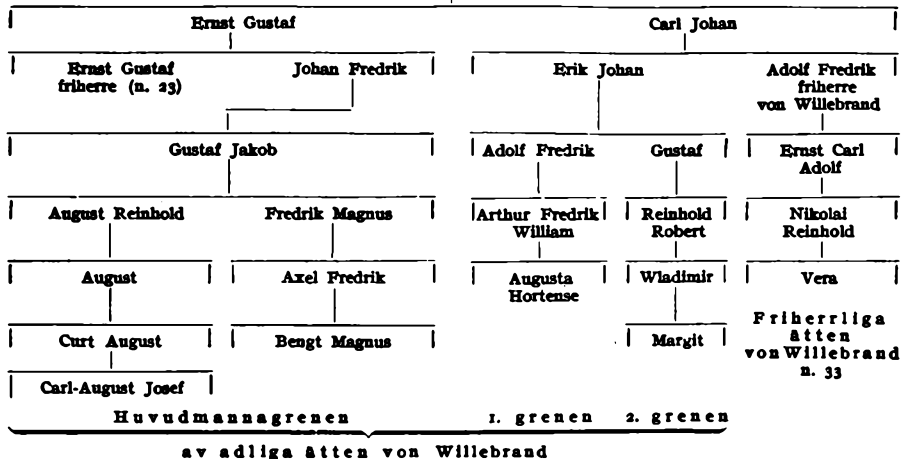 Ernst Gustaf Carl Johan
Ernst Gustaf Johan Fredrik Erik Johan Adolf Fredrik
friherre (n. 23) friherre
von Willebrand
Gustaf Jakob Adolf Fredrik Gustaf Ernst Carl
Adolf
August Reinhold Fredrik Magnus Arthur Fredrik Reinhold Nikolai
William Robert Reinhold
August Axel Fredrik Augusta Wladimir Vera
Hortense
Friherrliga
Curt August Bengt Magnus Margit ätten
von Willebrand
n. 33
Carl-August Josef
Huvudmannagrenen 1. grenen 2. grenen
av adliga ätten von Willebrand